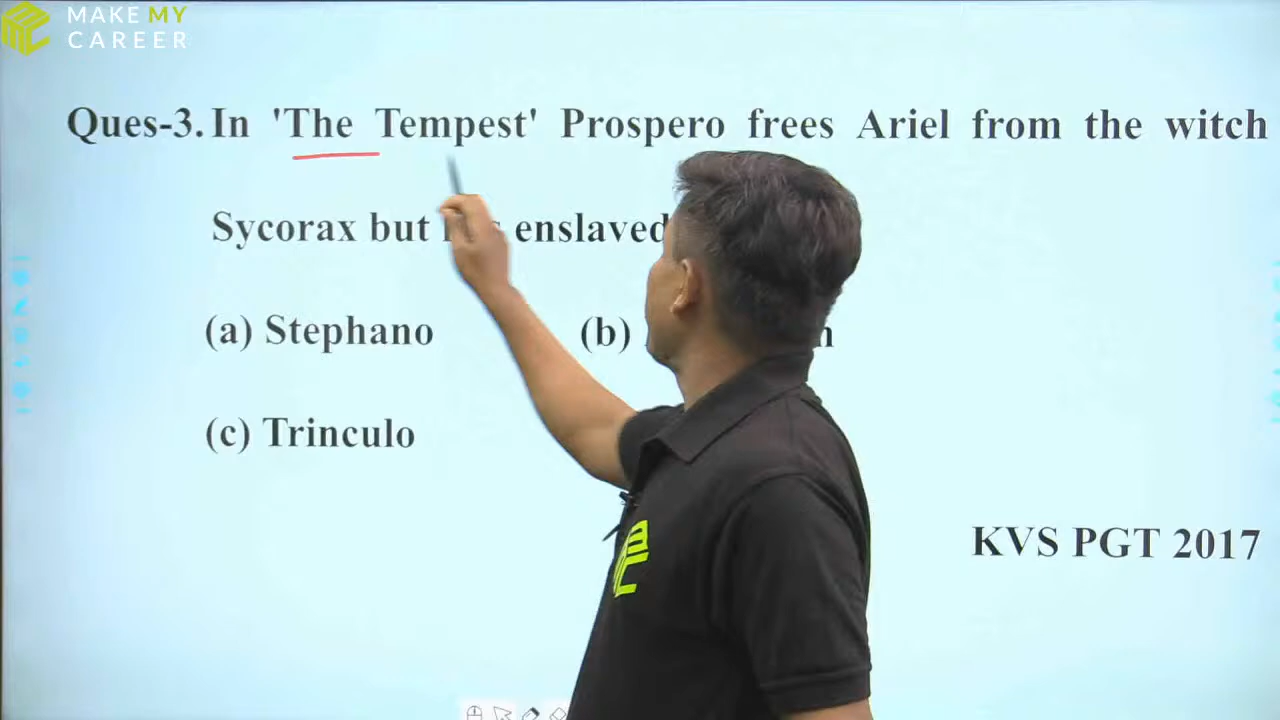 MAKE MY
CAREER
Ques-3. In 'The Tempest' Prospero frees Ariel from the witch
Sycorax but enslaved
(a) Stephano (b)
(c) Trinculo
KVS PGT 2017